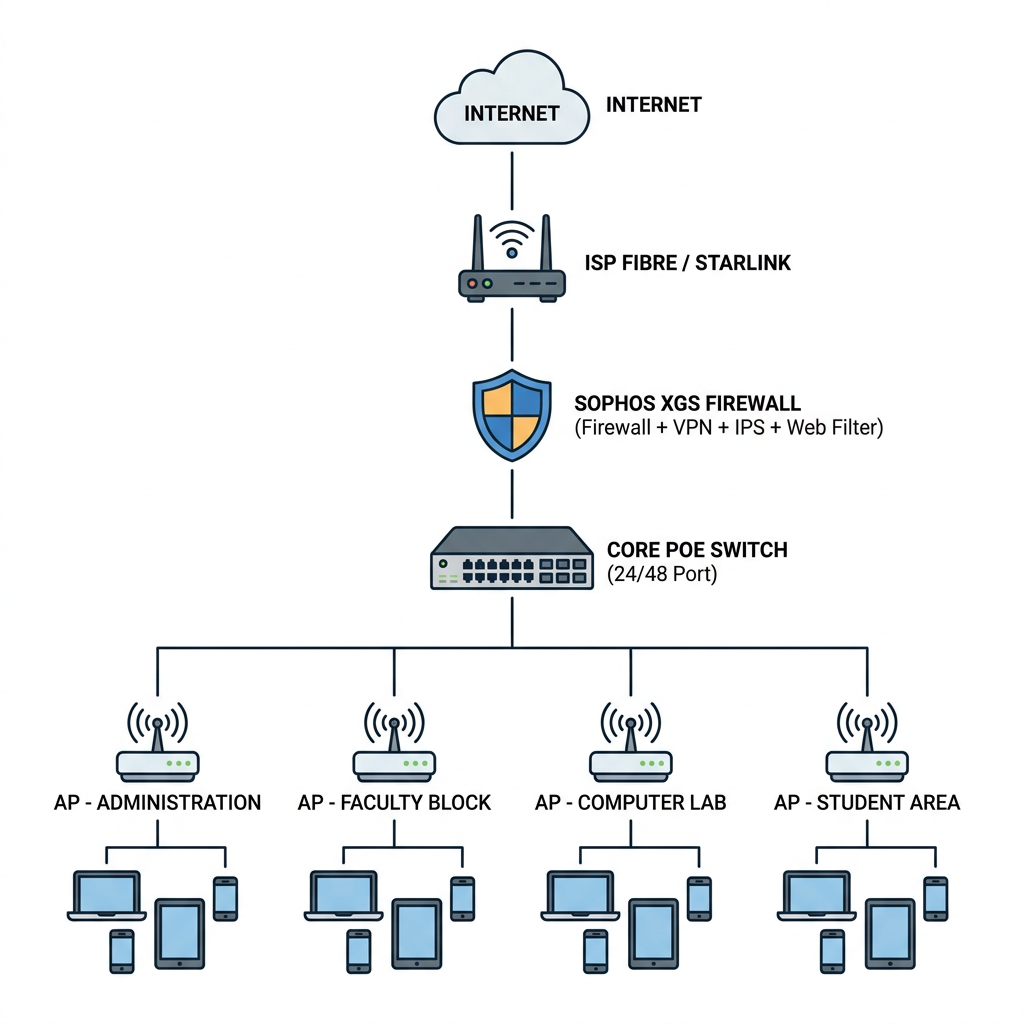 INTERNET
INTERNET
ISP FIBRE / STARLINK
SOPHOS XGS FIREWALL
(Firewall + VPN + IPS + Web Filter)
CORE POE SWITCH
(24/48 Port)
AP - ADMINISTRATION
AP - FACULTY BLOCK
AP - COMPUTER LAB
AP - STUDENT AREA